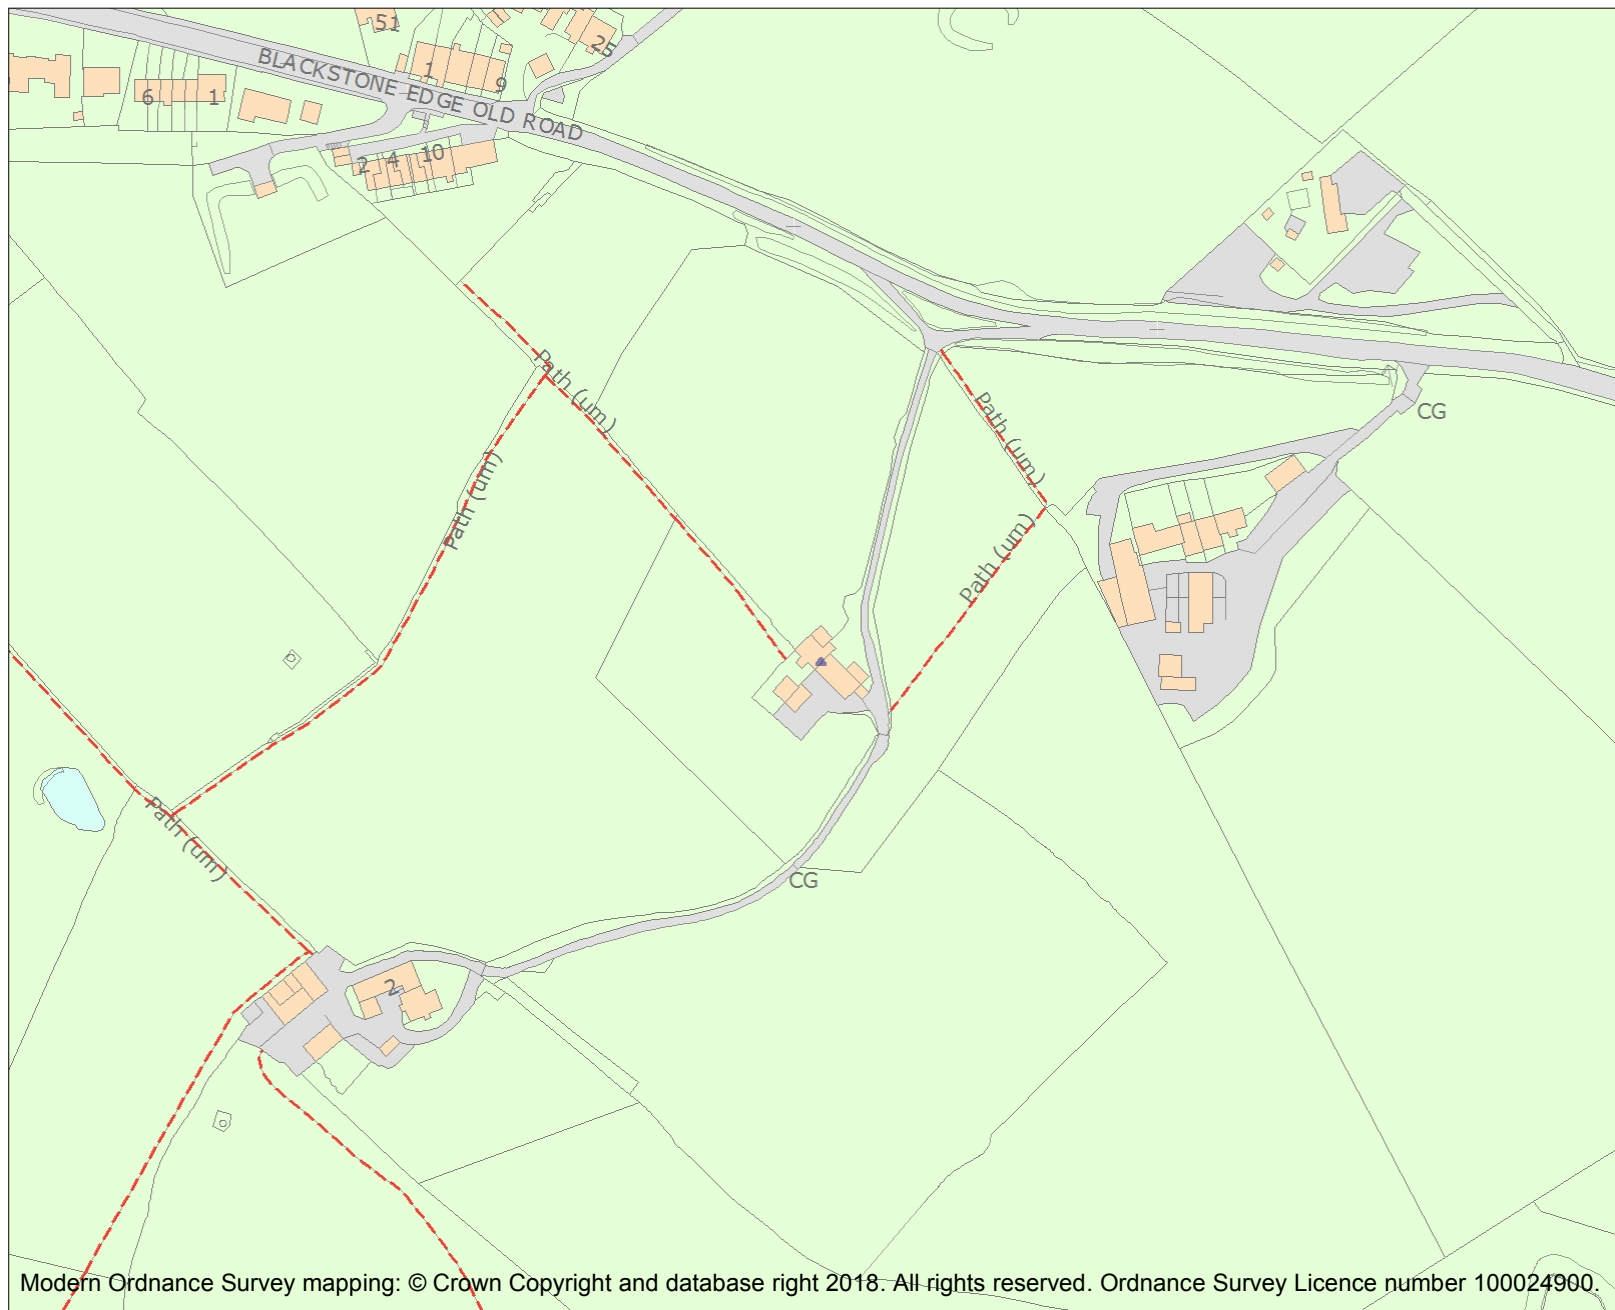 51
25
BLACKSTONE EDGE OLD ROAD
1
9
6
1
2
4
10
Path (um)
Path (um)
CG
Path (um)
Path (um)
Path (um)
CG
2
Modern Ordnance Survey mapping: © Crown Copyright and database right 2018. All rights reserved. Ordnance Survey Licence number 100024900.